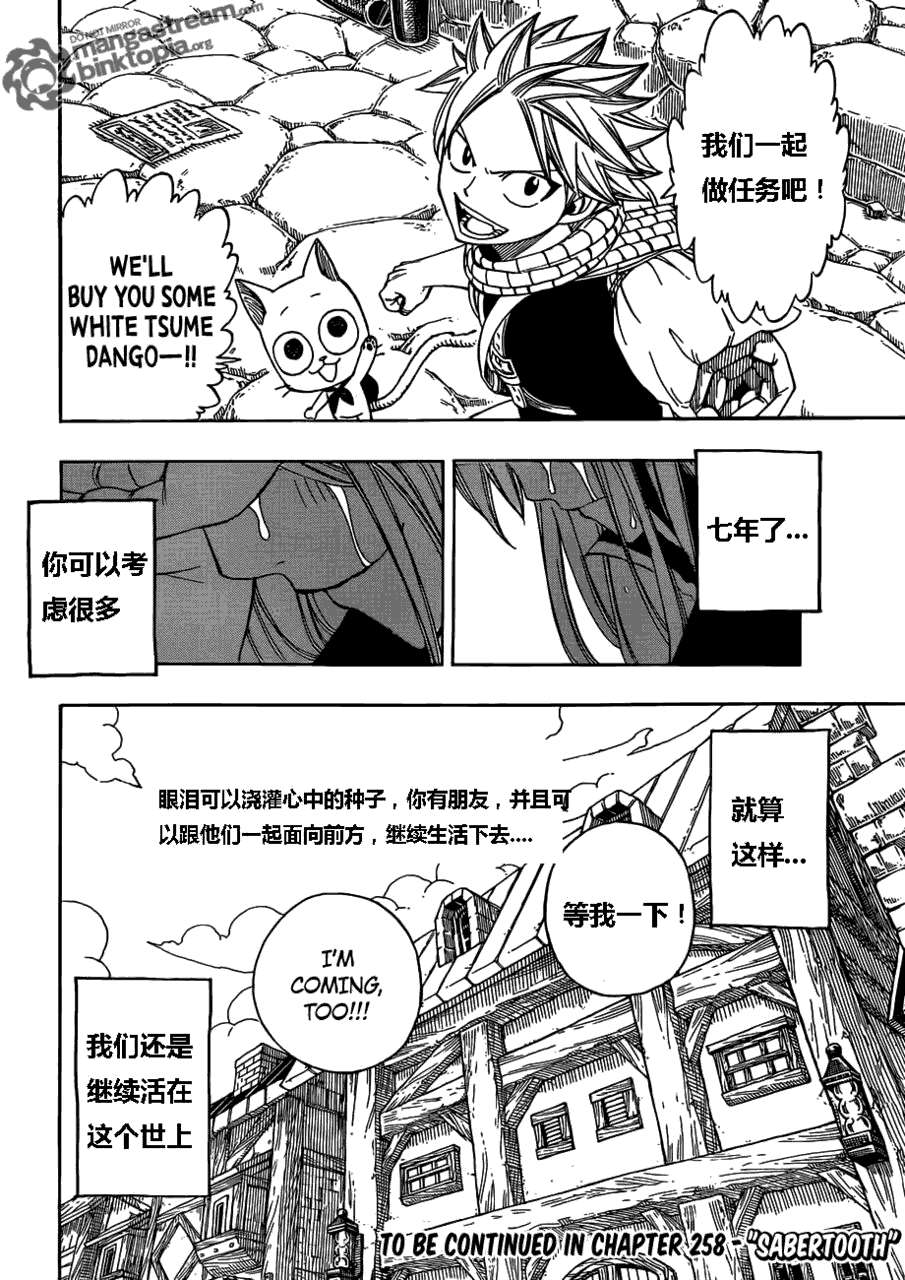 DO NOT MIRROR
mangastream.com
binktopia.org
我们一起
做任务吧！
WE'LL
BUY YOU SOME
WHITE TSUME
DANGO—!!
七年了...
你可以考
虑很多
就算
这样...
眼泪可以浇灌心中的种子，你有朋友，并且可
以跟他们一起面向前方，继续生活下去....
等我一下！
I'M
COMING,
TOO!!!
我们还是
继续活在
这个世上
TO BE CONTINUED IN CHAPTER 258 - "SABERTOOTH"